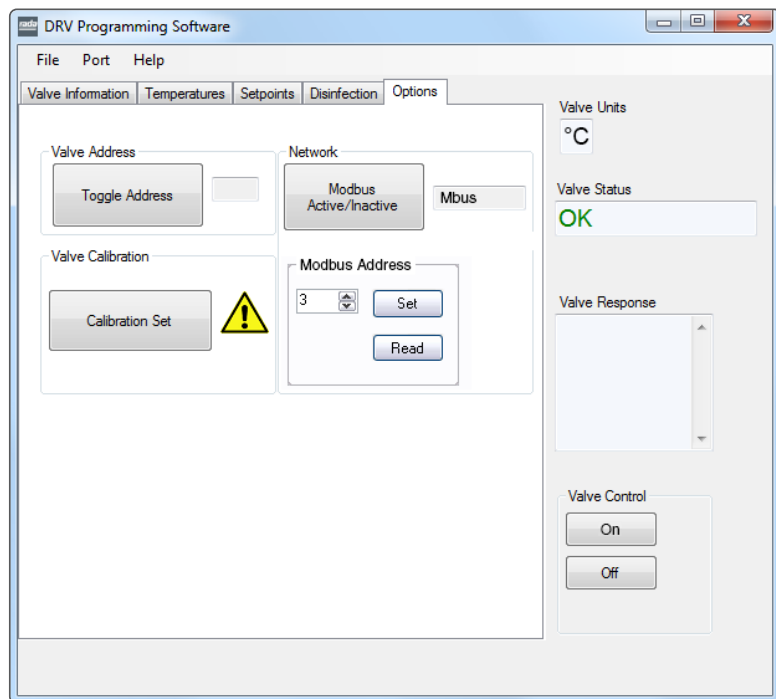 rada DRV Programming Software
File Port Help
Valve Information Temperatures Setpoints Disinfection Options
Valve Address
Toggle Address
Network
Modbus
Active/Inactive
Mbus
Valve Calibration
Calibration Set
!
Modbus Address
3
Set
Read
Valve Units
°C
Valve Status
OK
Valve Response
Valve Control
On
Off